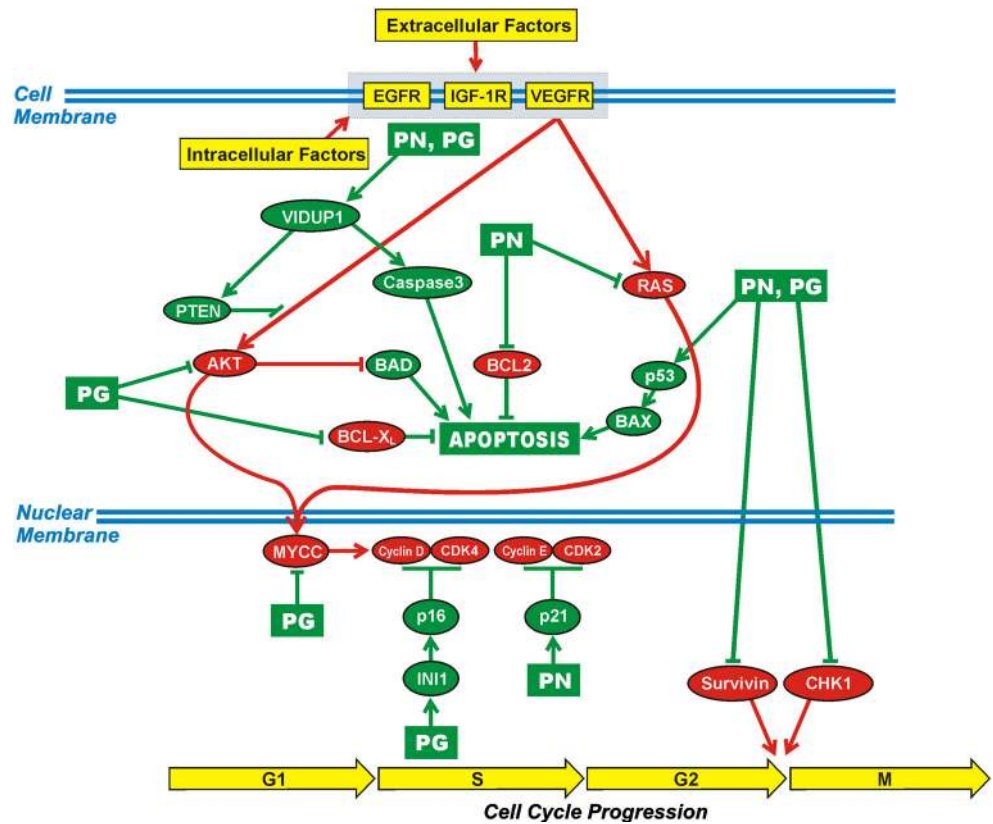 Extracellular Factors
Cell
Membrane
EGFR
IGF-1R
VEGFR
Intracellular Factors
PN, PG
VIDUP1
PN
Caspase3
RAS
PN, PG
PTEN
AKT
BAD
BCL2
p53
PG
BCL-XL
APOPTOSIS
BAX
Nuclear
Membrane
MYCC
Cyclin D
CDK4
Cyclin E
CDK2
PG
p16
p21
INI1
PN
Survivin
CHK1
PG
G1
S
G2
M
Cell Cycle Progression